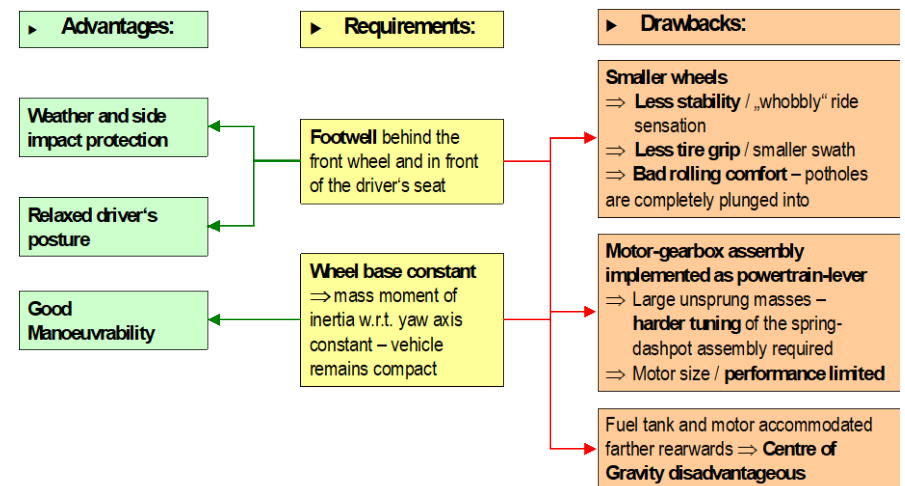 ► Advantages:
► Requirements:
► Drawbacks:
Weather and side
impact protection
Relaxed driver‘s
posture
Good
Manoeuvrability
Footwell behind the
front wheel and in front
of the driver‘s seat
Wheel base constant
⇒ mass moment of
inertia w.r.t. yaw axis
constant – vehicle
remains compact
Smaller wheels
⇒ Less stability / „whobbly“ ride
sensation
⇒ Less tire grip / smaller swath
⇒ Bad rolling comfort – potholes
are completely plunged into
Motor-gearbox assembly
implemented as powertrain-lever
⇒ Large unsprung masses –
harder tuning of the spring-
dashpot assembly required
⇒ Motor size / performance limited
Fuel tank and motor accommodated
farther rearwards ⇒ Centre of
Gravity disadvantageous